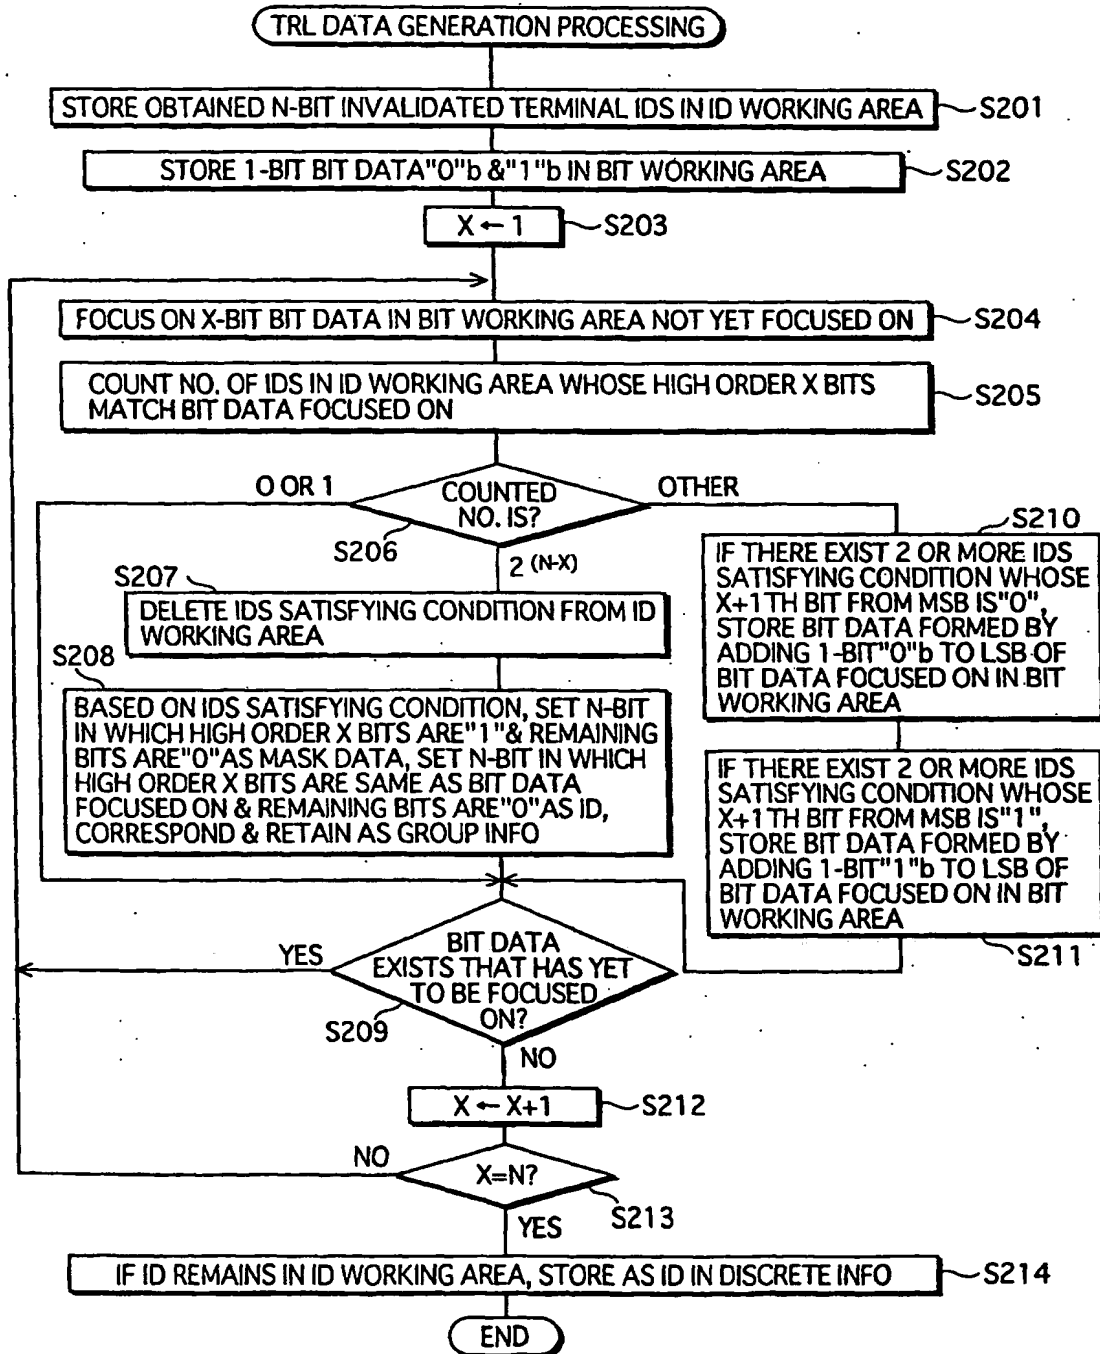 TRL DATA GENERATION PROCESSING
STORE OBTAINED N-BIT INVALIDATED TERMINAL IDS IN ID WORKING AREA
S201
STORE 1-BIT BIT DATA"0"b &"1"b IN BIT WORKING AREA
S202
X ← 1
S203
FOCUS ON X-BIT BIT DATA IN BIT WORKING AREA NOT YET FOCUSED ON
S204
COUNT NO. OF IDS IN ID WORKING AREA WHOSE HIGH ORDER X BITS
MATCH BIT DATA FOCUSED ON
S205
0 OR 1
COUNTED
NO. IS?
OTHER
S206
2 (N-X)
S207
DELETE IDS SATISFYING CONDITION FROM ID
WORKING AREA
S208
BASED ON IDS SATISFYING CONDITION, SET N-BIT
IN WHICH HIGH ORDER X BITS ARE"1"& REMAINING
BITS ARE"0"AS MASK DATA, SET N-BIT IN WHICH
HIGH ORDER X BITS ARE SAME AS BIT DATA
FOCUSED ON & REMAINING BITS ARE"0"AS ID,
CORRESPOND & RETAIN AS GROUP INFO
S210
IF THERE EXIST 2 OR MORE IDS
SATISFYING CONDITION WHOSE
X+1TH BIT FROM MSB IS"0",
STORE BIT DATA FORMED BY
ADDING 1-BIT"0"b TO LSB OF
BIT DATA FOCUSED ON IN BIT
WORKING AREA
IF THERE EXIST 2 OR MORE IDS
SATISFYING CONDITION WHOSE
X+1TH BIT FROM MSB IS"1",
STORE BIT DATA FORMED BY
ADDING 1-BIT"1"b TO LSB OF
BIT DATA FOCUSED ON IN BIT
WORKING AREA
S211
YES
BIT DATA
EXISTS THAT HAS YET
TO BE FOCUSED
ON?
S209
NO
X ← X+1
S212
NO
X=N?
S213
YES
IF ID REMAINS IN ID WORKING AREA, STORE AS ID IN DISCRETE INFO
S214
END